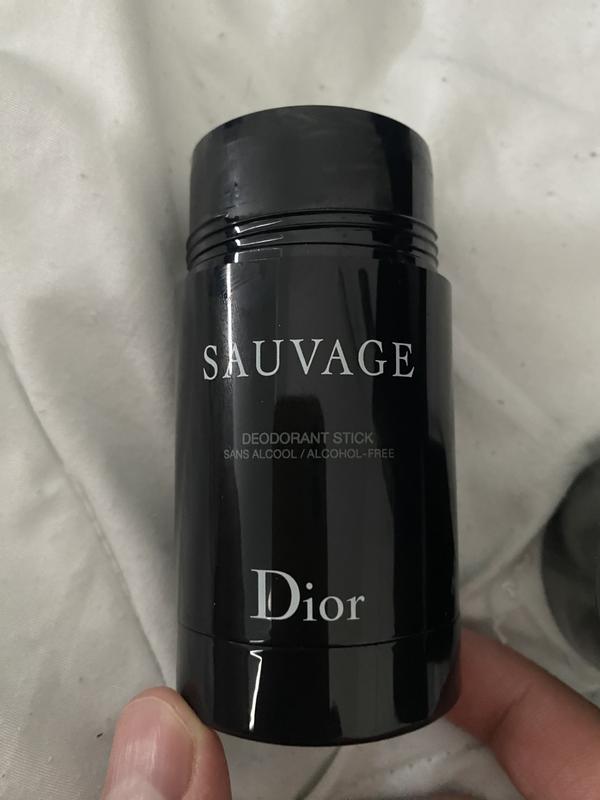 SAUVAGE
DEODORANT STICK
SANS ALCOOL / ALCOHOL-FREE
Dior